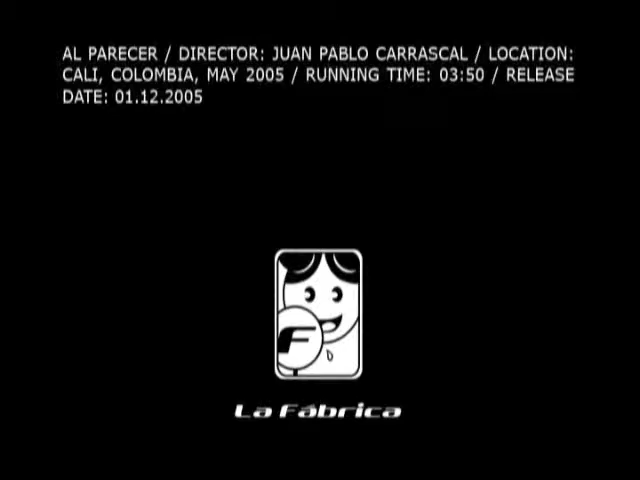 AL PARECER / DIRECTOR: JUAN PABLO CARRASCAL / LOCATION:
CALI, COLOMBIA, MAY 2005 / RUNNING TIME: 03:50 / RELEASE
DATE: 01.12.2005
F
La Fábrica